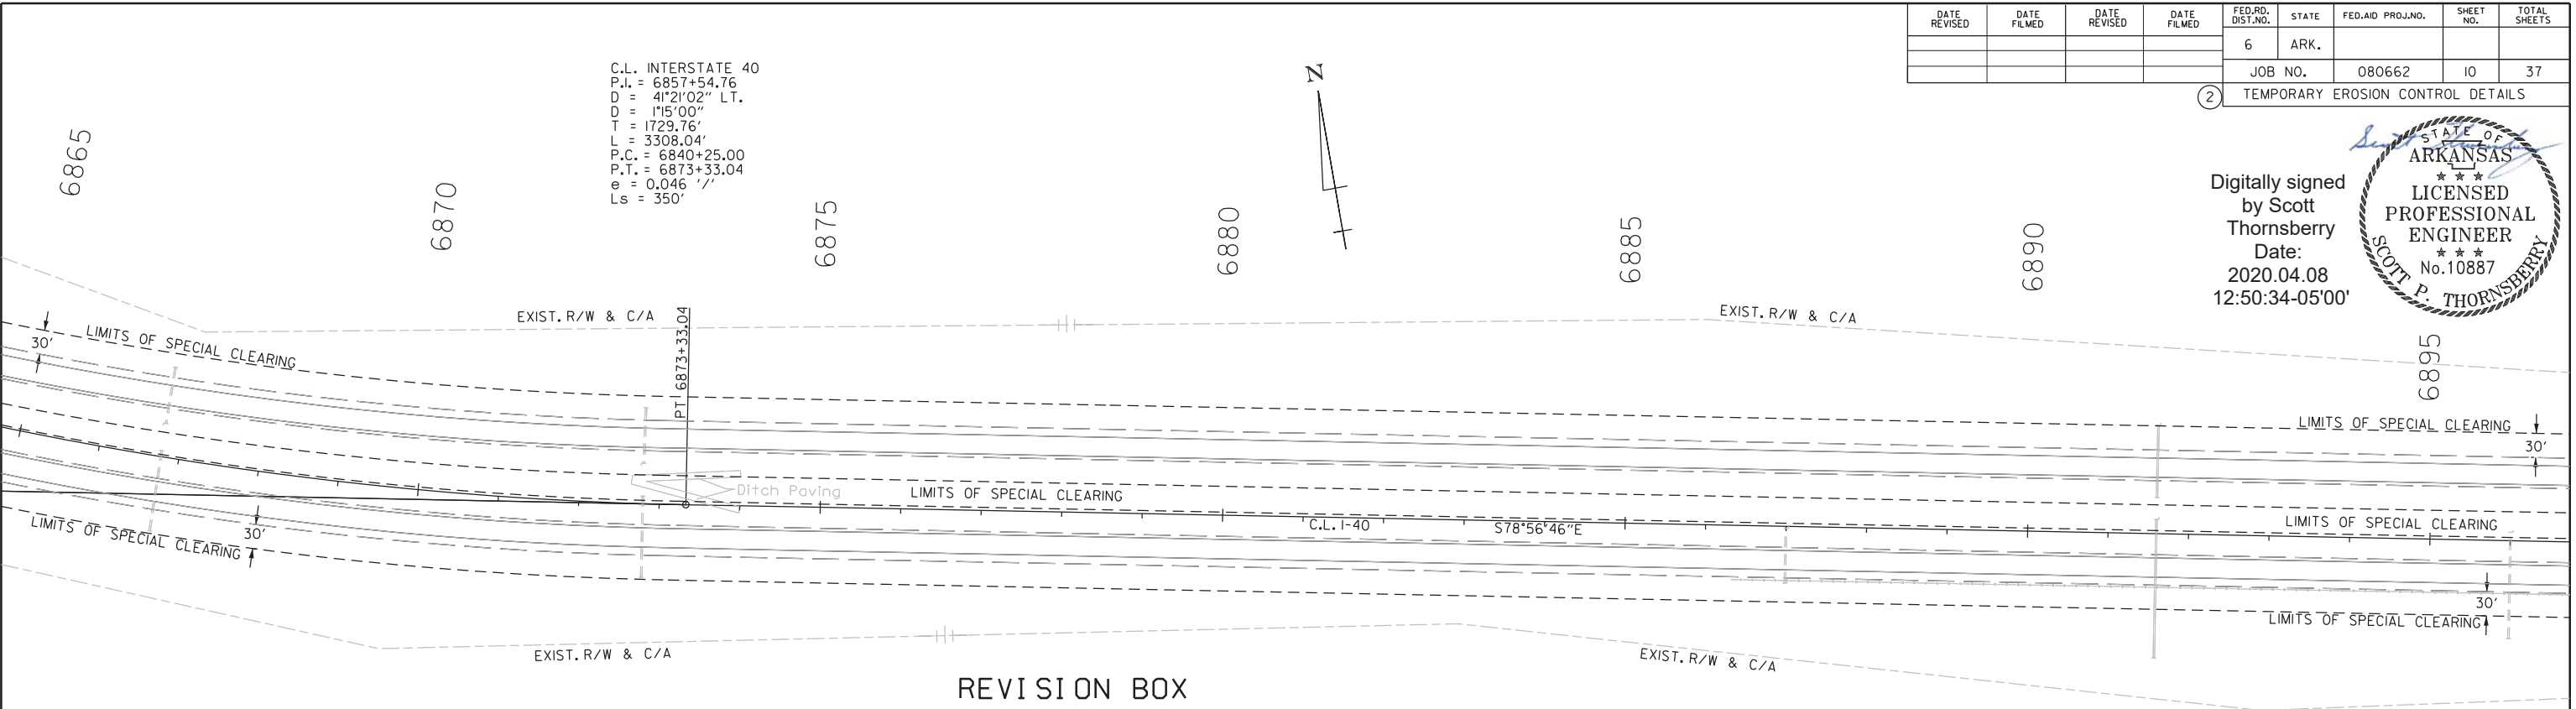 DATE REVISED
DATE FILMED
DATE REVISED
DATE FILMED
FED.RD. DIST.NO.
STATE
FED.AID PROJ.NO.
SHEET NO.
TOTAL SHEETS
6
ARK.
JOB NO.
080662
10
37
2
TEMPORARY EROSION CONTROL DETAILS
C.L. INTERSTATE 40
P.I. = 6857+54.76
D = 41°21'02" LT.
D = 1°15'00"
T = 1729.76'
L = 3308.04'
P.C. = 6840+25.00
P.T. = 6873+33.04
e = 0.046 '/'
Ls = 350'
N
STATE OF
ARKANSAS
★ ★ ★
LICENSED
PROFESSIONAL
ENGINEER
★ ★ ★
No.10887
SCOTT P. THORNSBERRY
Digitally signed
by Scott
Thornsberry
Date:
2020.04.08
12:50:34-05'00'
6865
6870
6875
6880
6885
6890
6895
EXIST. R/W & C/A
EXIST. R/W & C/A
PT 6873+33.04
30'
LIMITS OF SPECIAL CLEARING
LIMITS OF SPECIAL CLEARING
30'
Ditch Paving
LIMITS OF SPECIAL CLEARING
C.L. I-40
S78°56'46"E
LIMITS OF SPECIAL CLEARING
LIMITS OF SPECIAL CLEARING
30'
30'
LIMITS OF SPECIAL CLEARING
EXIST. R/W & C/A
EXIST. R/W & C/A
REVISION BOX